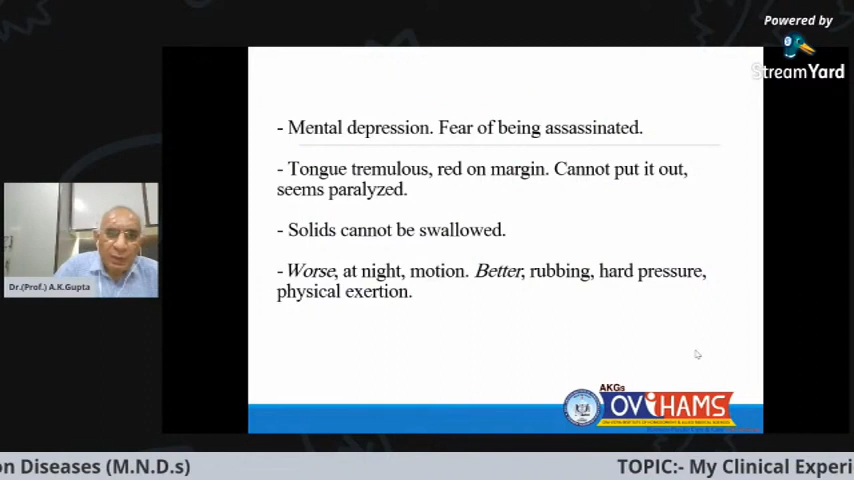 Powered by
StreamYard
- Mental depression. Fear of being assassinated.
- Tongue tremulous, red on margin. Cannot put it out,
seems paralyzed.
- Solids cannot be swallowed.
- Worse, at night, motion. Better, rubbing, hard pressure,
physical exertion.
Dr.(Prof.) A.K.Gupta
AKGs
OViHAMS
on Diseases (M.N.D.s)
TOPIC:- My Clinical Experi